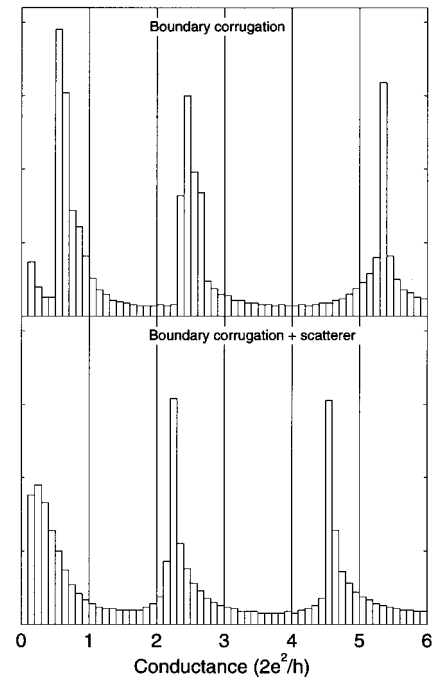 Boundary corrugation
Boundary corrugation + scatterer
0 1 2 3 4 5 6
Conductance (2e²/h)